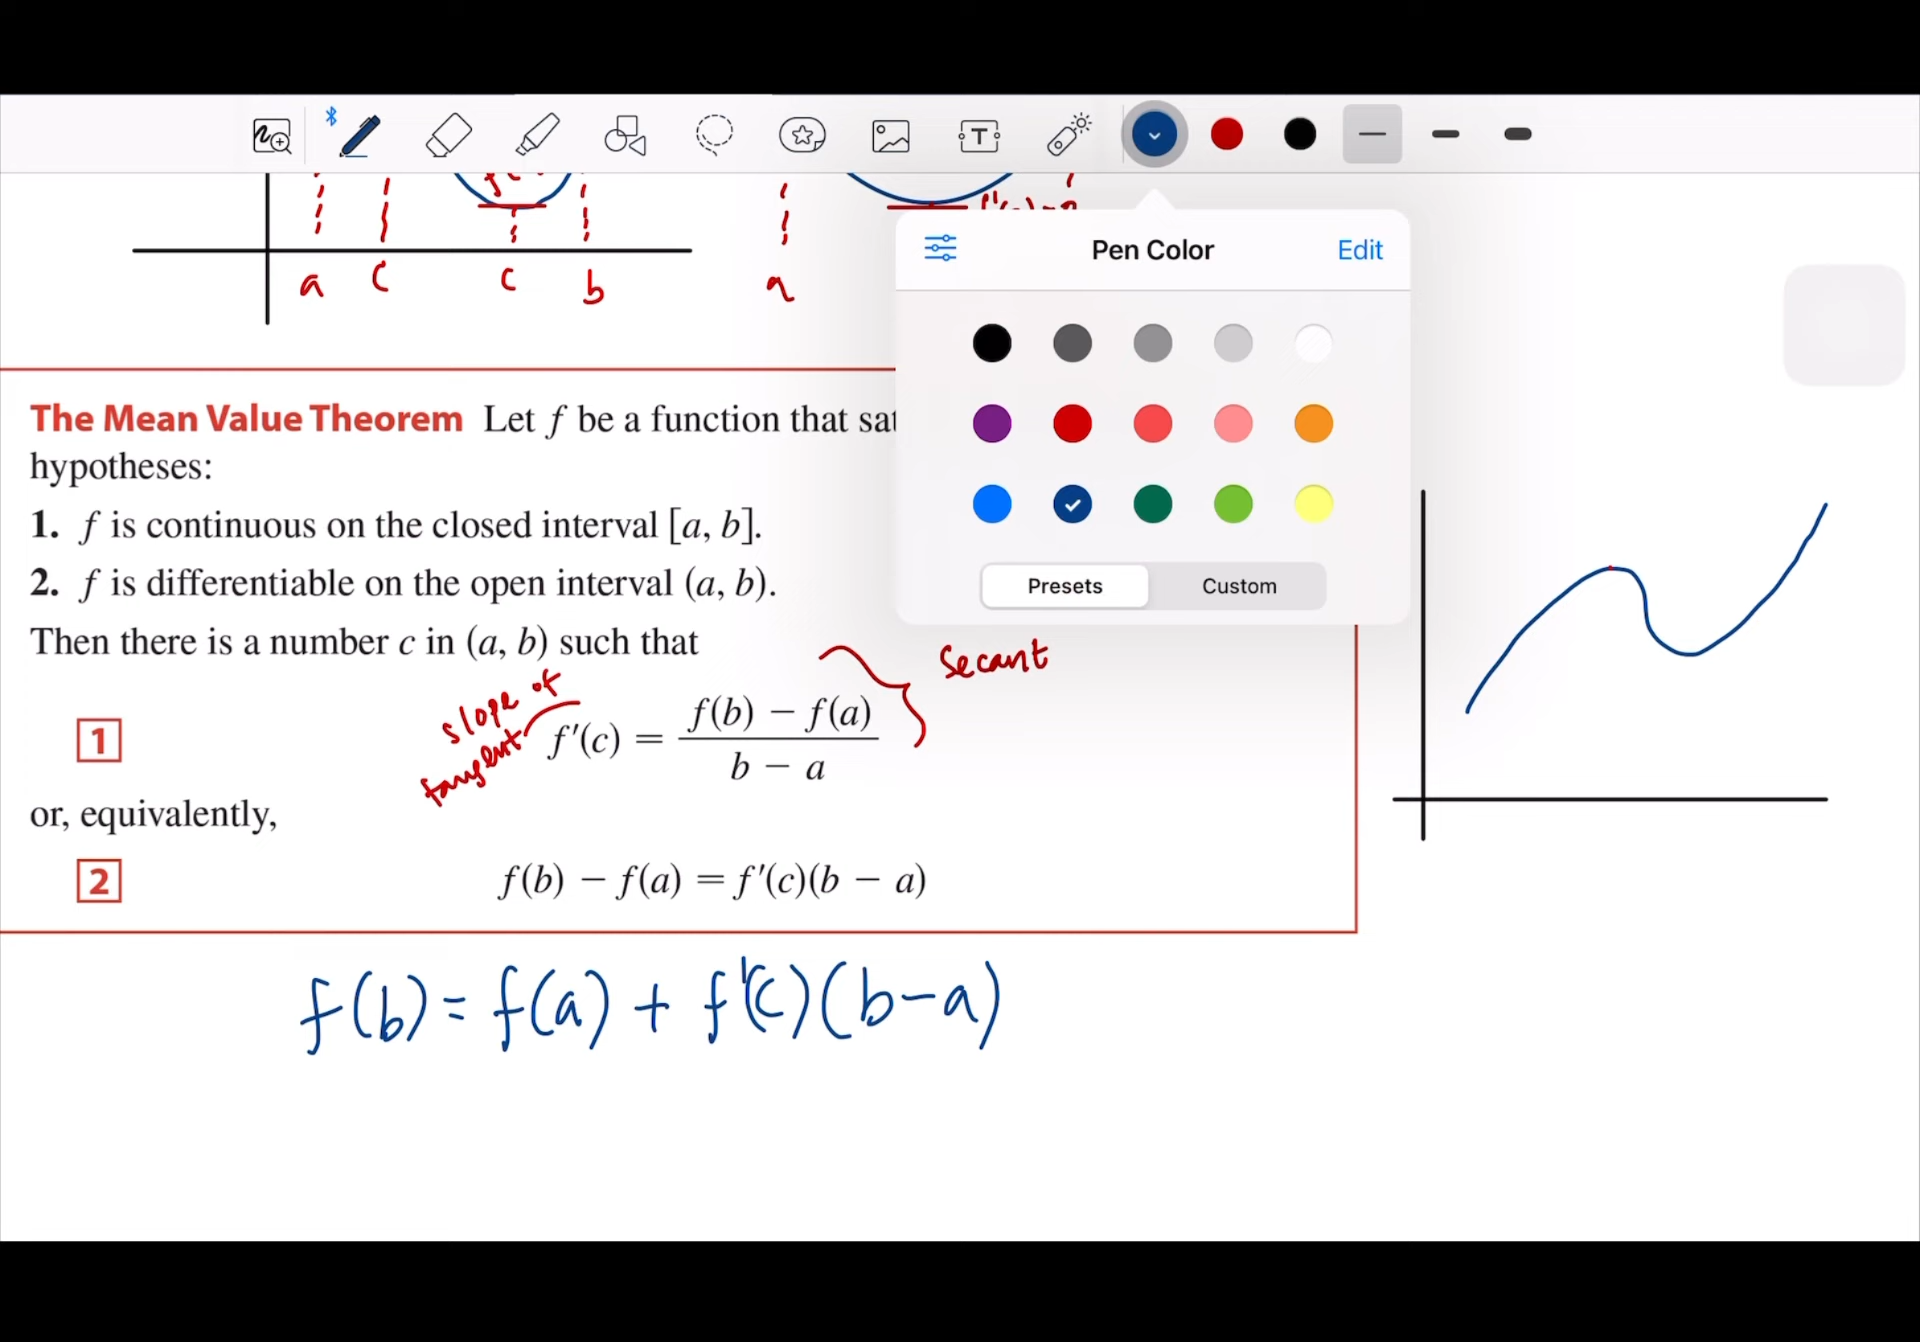 a c c b a
Pen Color Edit
The Mean Value Theorem Let f be a function that sat
hypotheses:
1. f is continuous on the closed interval [a, b].
2. f is differentiable on the open interval (a, b).
Presets Custom
Then there is a number c in (a, b) such that
Secant
slope of
tangent
1 f'(c) = \frac{f(b) − f(a)}{b − a}
or, equivalently,
2 f(b) − f(a) = f'(c)(b − a)
f(b) = f(a) + f'(c)(b-a)